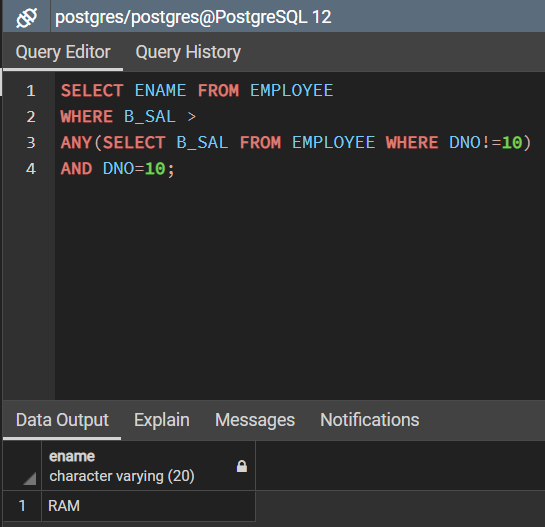 postgres/postgres@PostgreSQL 12
Query Editor Query History
1 SELECT ENAME FROM EMPLOYEE
2 WHERE B_SAL >
3 ANY(SELECT B_SAL FROM EMPLOYEE WHERE DNO!=10)
4 AND DNO=10;
Data Output Explain Messages Notifications
ename
character varying (20)
1 RAM